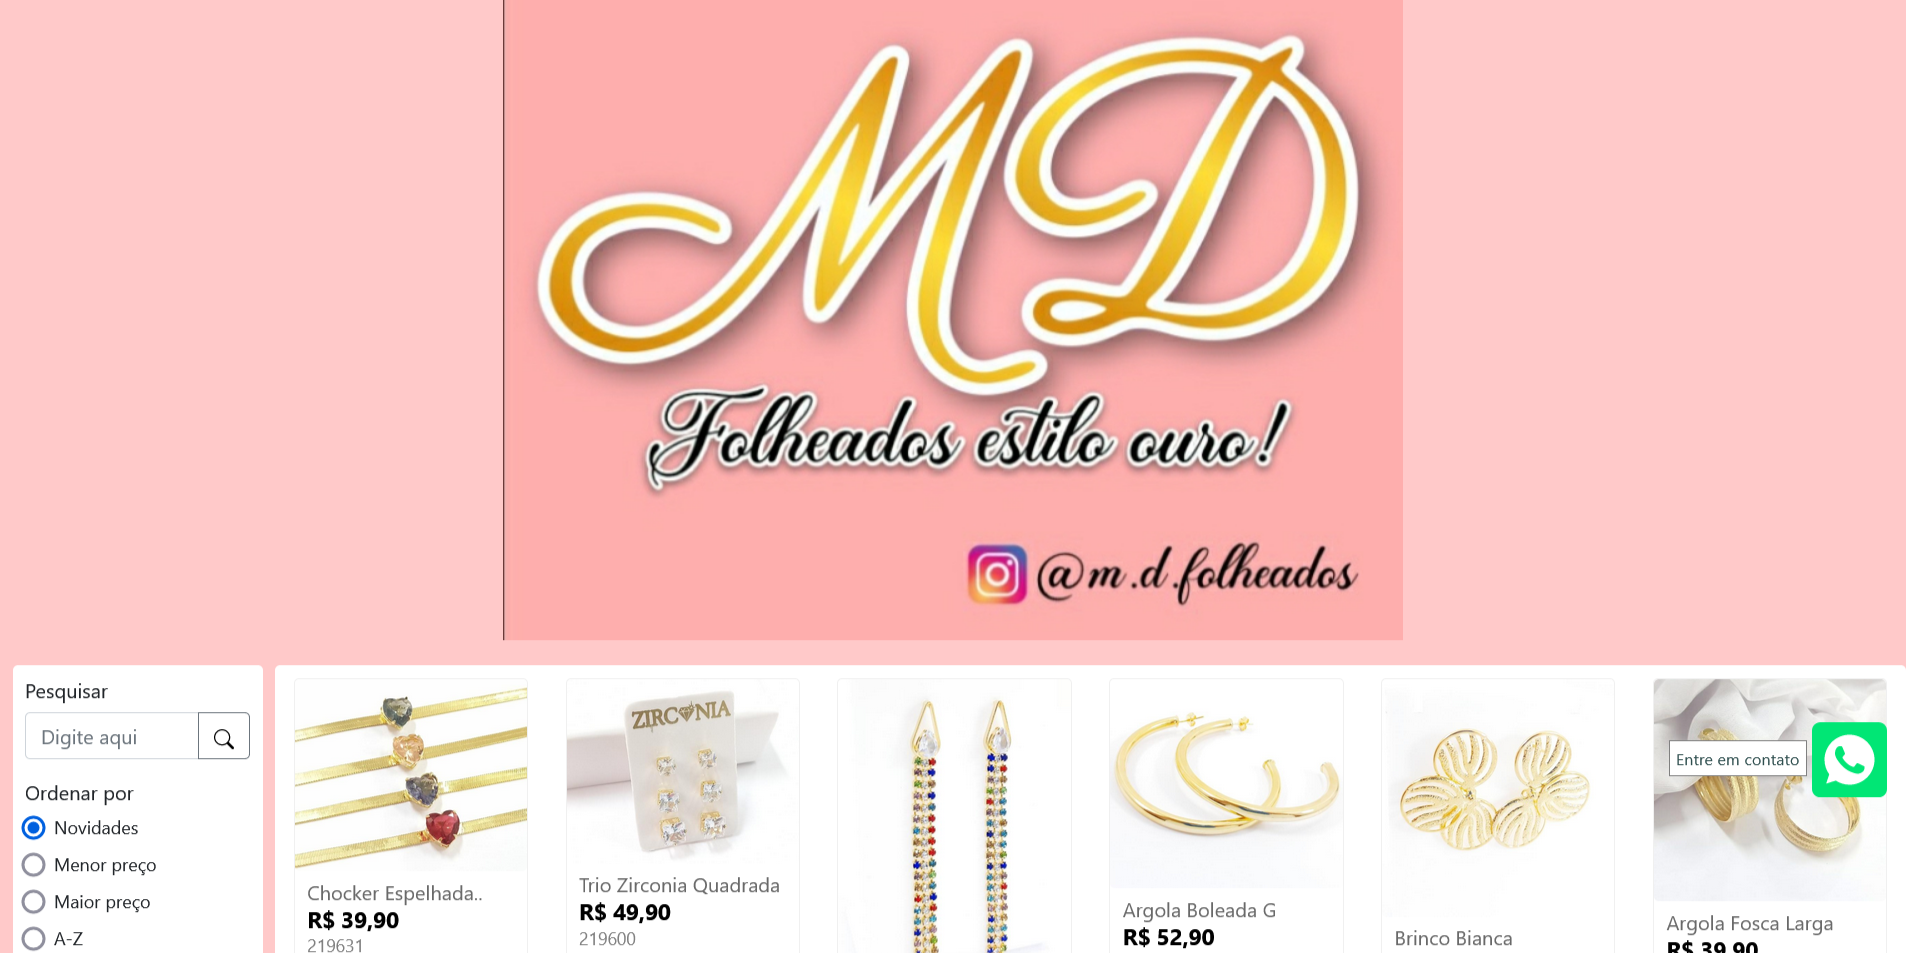 MD
Folheados estilo ouro!
@m.d.folheados
Pesquisar
Digite aqui
Ordenar por
Novidades
Menor preço
Maior preço
A-Z
ZIRCONIA
Chocker Espelhada..
R$ 39,90
219631
Trio Zirconia Quadrada
R$ 49,90
219600
Argola Boleada G
R$ 52,90
Brinco Bianca
Entre em contato
Argola Fosca Larga
R$ 39,90